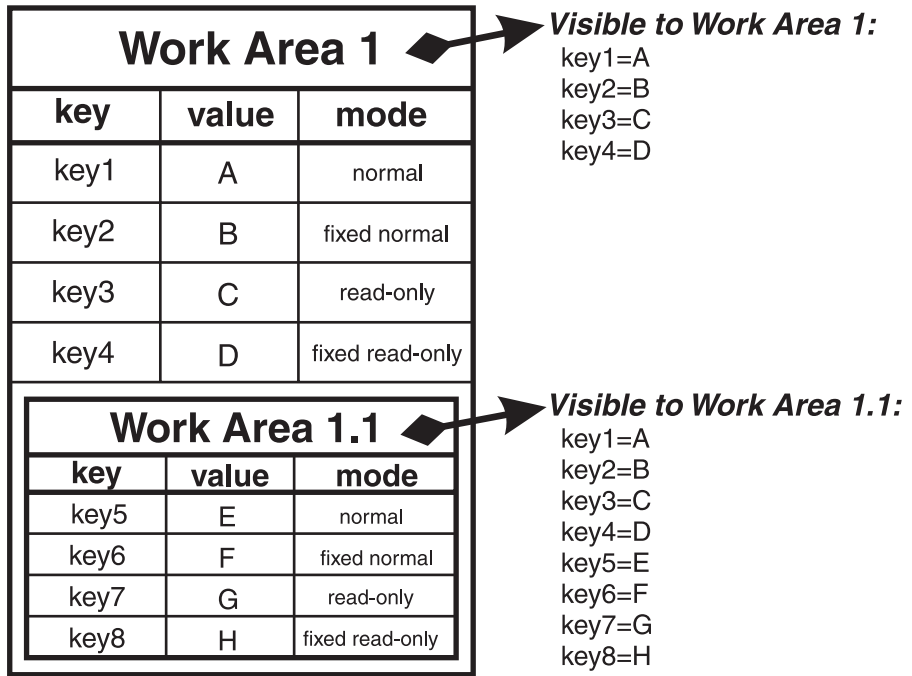 Work Area 1
key value mode
key1 A normal
key2 B fixed normal
key3 C read-only
key4 D fixed read-only
Work Area 1.1
key value mode
key5 E normal
key6 F fixed normal
key7 G read-only
key8 H fixed read-only
Visible to Work Area 1:
key1=A
key2=B
key3=C
key4=D
Visible to Work Area 1.1:
key1=A
key2=B
key3=C
key4=D
key5=E
key6=F
key7=G
key8=H